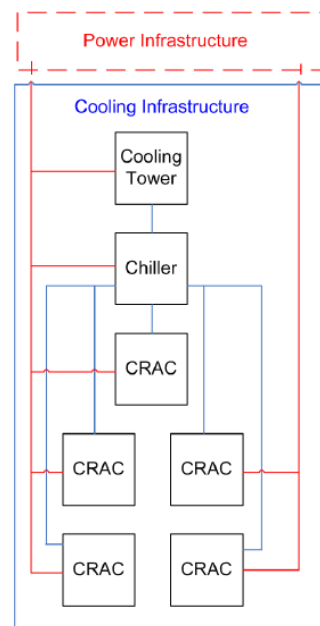 Power Infrastructure
Cooling Infrastructure
Cooling
Tower
Chiller
CRAC
CRAC
CRAC
CRAC
CRAC